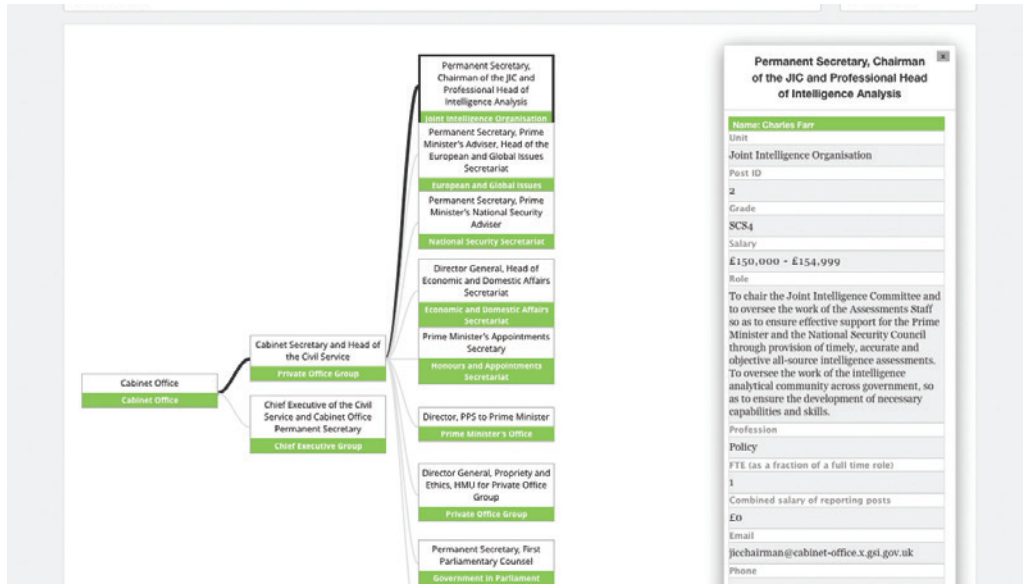 Cabinet Office
Cabinet Office
Cabinet Secretary and Head of
the Civil Service
Private Office Group
Chief Executive of the Civil
Service and Cabinet Office
Permanent Secretary
Chief Executive Group
Permanent Secretary,
Chairman of the JIC and
Professional Head of
Intelligence Analysis
Joint Intelligence Organisation
Permanent Secretary, Prime
Minister's Adviser, Head of the
European and Global Issues
Secretariat
European and Global Issues
Permanent Secretary, Prime
Minister's National Security
Adviser
National Security Secretariat
Director General, Head of
Economic and Domestic Affairs
Secretariat
Economic and Domestic Affairs
Secretariat
Prime Minister's Appointments
Secretary
Honours and Appointments
Secretariat
Director, PPS to Prime Minister
Prime Minister's Office
Director General, Propriety and
Ethics, HMU for Private Office
Group
Private Office Group
Permanent Secretary, First
Parliamentary Counsel
Government in Parliament
x
Permanent Secretary, Chairman
of the JIC and Professional Head
of Intelligence Analysis
Name: Charles Farr
Unit
Joint Intelligence Organisation
Post ID
2
Grade
SCS4
Salary
£150,000 - £154,999
Role
To chair the Joint Intelligence Committee and
to oversee the work of the Assessments Staff
so as to ensure effective support for the Prime
Minister and the National Security Council
through provision of timely, accurate and
objective all-source intelligence assessments.
To oversee the work of the intelligence
analytical community across government, so
as to ensure the development of necessary
capabilities and skills.
Profession
Policy
FTE (as a fraction of a full time role)
1
Combined salary of reporting posts
£0
Email
jicchairman@cabinet-office.x.gsi.gov.uk
Phone